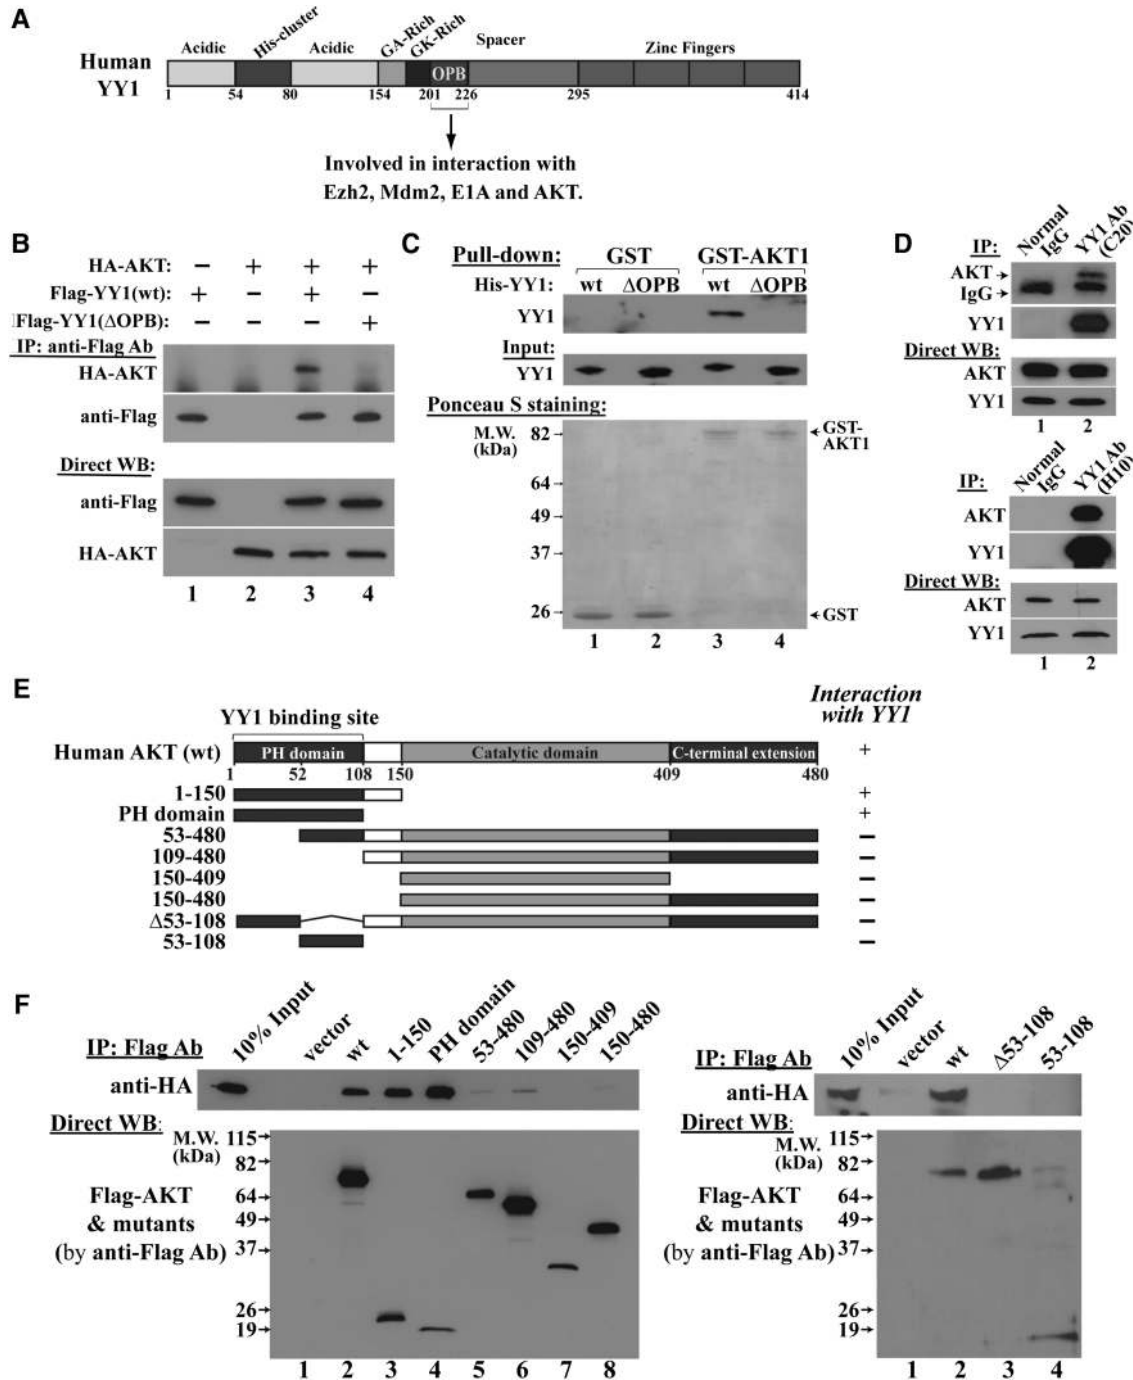 A
Acidic His-cluster Acidic GA-Rich GK-Rich Spacer Zinc Fingers
Human YY1
OPB
1 54 80 154 201 226 295 414
Involved in interaction with
Ezh2, Mdm2, E1A and AKT.
B
HA-AKT: – + + +
Flag-YY1(wt): + – + –
Flag-YY1(ΔOPB): – – – +
IP: anti-Flag Ab
HA-AKT
anti-Flag
Direct WB:
anti-Flag
HA-AKT
1 2 3 4
C
Pull-down: GST GST-AKT1
His-YY1: wt ΔOPB wt ΔOPB
YY1
Input:
YY1
Ponceau S staining:
M.W. (kDa)
82
64
49
37
26
GST-AKT1
GST
1 2 3 4
D
IP: Normal IgG YY1 Ab (C20)
AKT
IgG
YY1
Direct WB:
AKT
YY1
1 2
IP: Normal IgG YY1 Ab (H10)
AKT
YY1
Direct WB:
AKT
YY1
1 2
E
Interaction
with YY1
YY1 binding site
Human AKT (wt) PH domain Catalytic domain C-terminal extension +
1 52 108 150 409 480
1-150 +
PH domain +
53-480 –
109-480 –
150-409 –
150-480 –
Δ53-108 –
53-108 –
F
IP: Flag Ab 10% Input vector wt 1-150 PH domain 53-480 109-480 150-409 150-480
anti-HA
Direct WB:
M.W. (kDa)
115
82
64
49
37
26
19
Flag-AKT
& mutants
(by anti-Flag Ab)
1 2 3 4 5 6 7 8
IP: Flag Ab 10% Input vector wt Δ53-108 53-108
anti-HA
Direct WB:
M.W. (kDa)
115
82
64
49
37
26
19
Flag-AKT
& mutants
(by anti-Flag Ab)
1 2 3 4